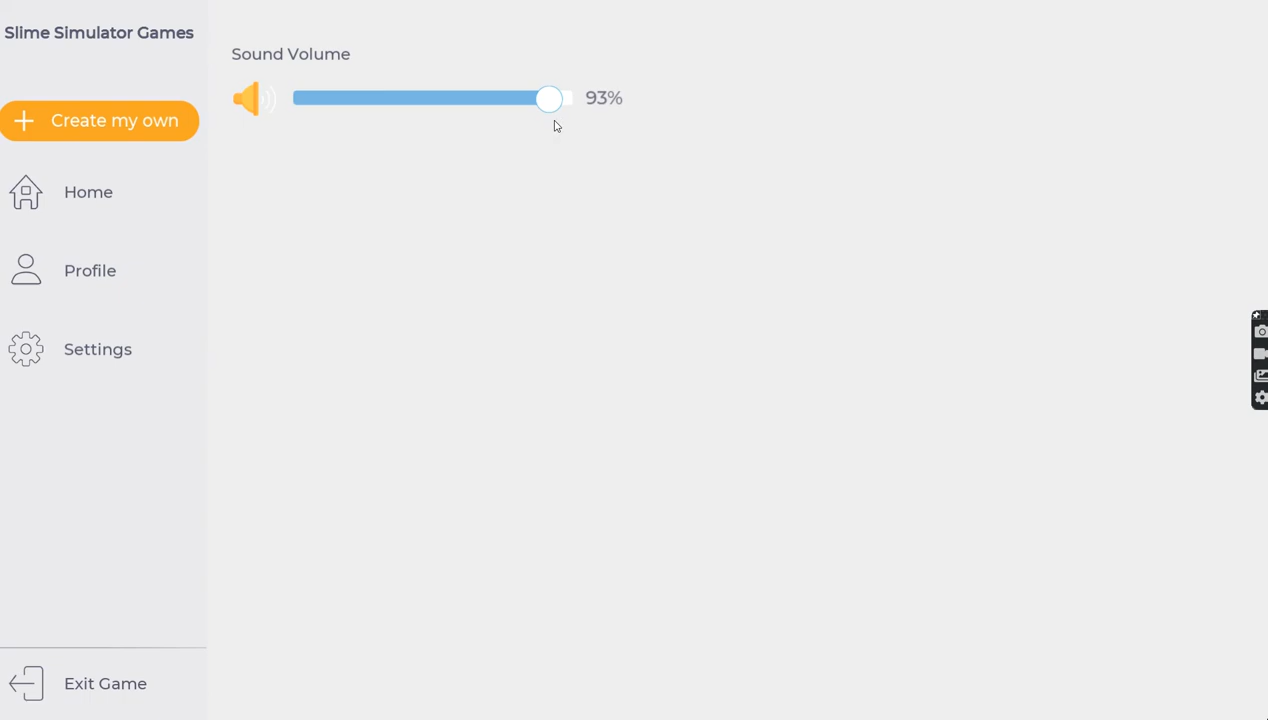 Slime Simulator Games
Sound Volume
93%
Create my own
Home
Profile
Settings
Exit Game